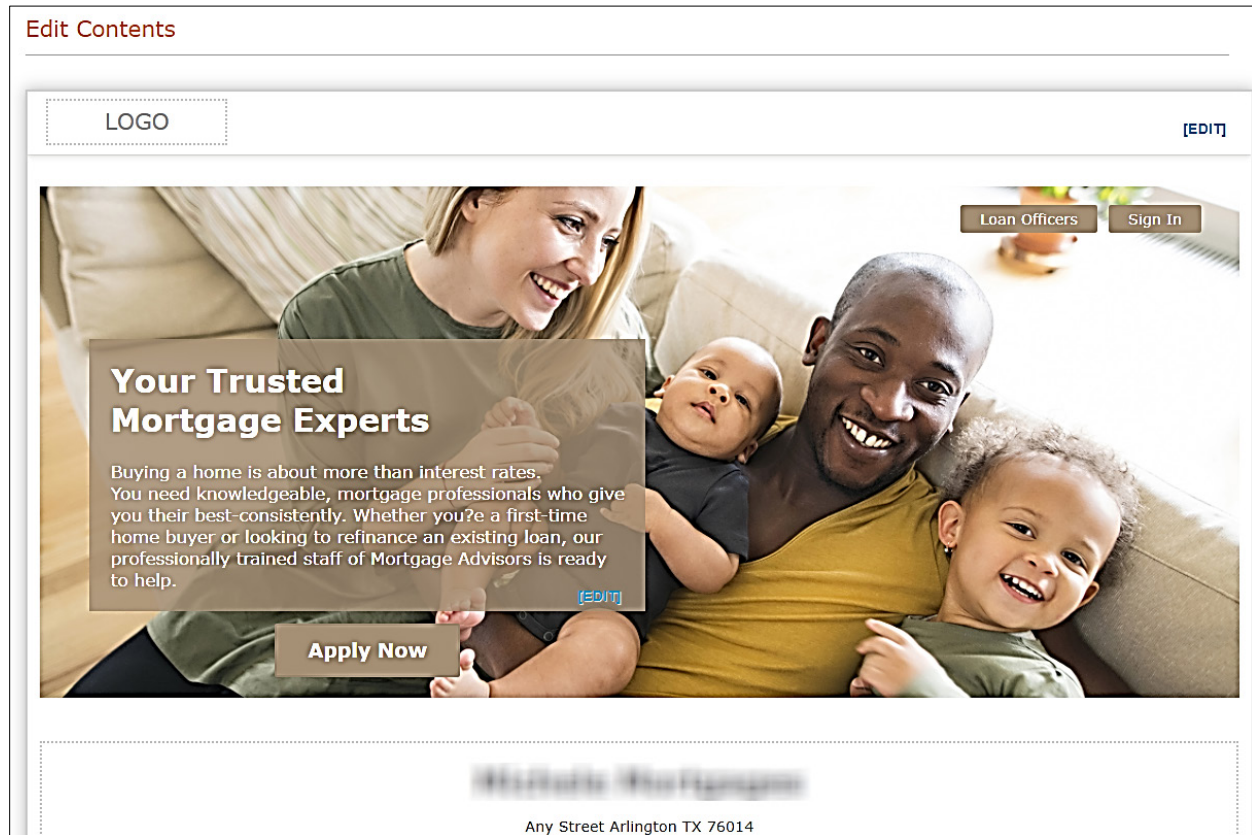 Edit Contents
LOGO
[EDIT]
Loan Officers
Sign In
Your Trusted
Mortgage Experts
Buying a home is about more than interest rates.
You need knowledgeable, mortgage professionals who give
you their best-consistently. Whether you?e a first-time
home buyer or looking to refinance an existing loan, our
professionally trained staff of Mortgage Advisors is ready
to help.
[EDIT]
Apply Now
Any Street Arlington TX 76014